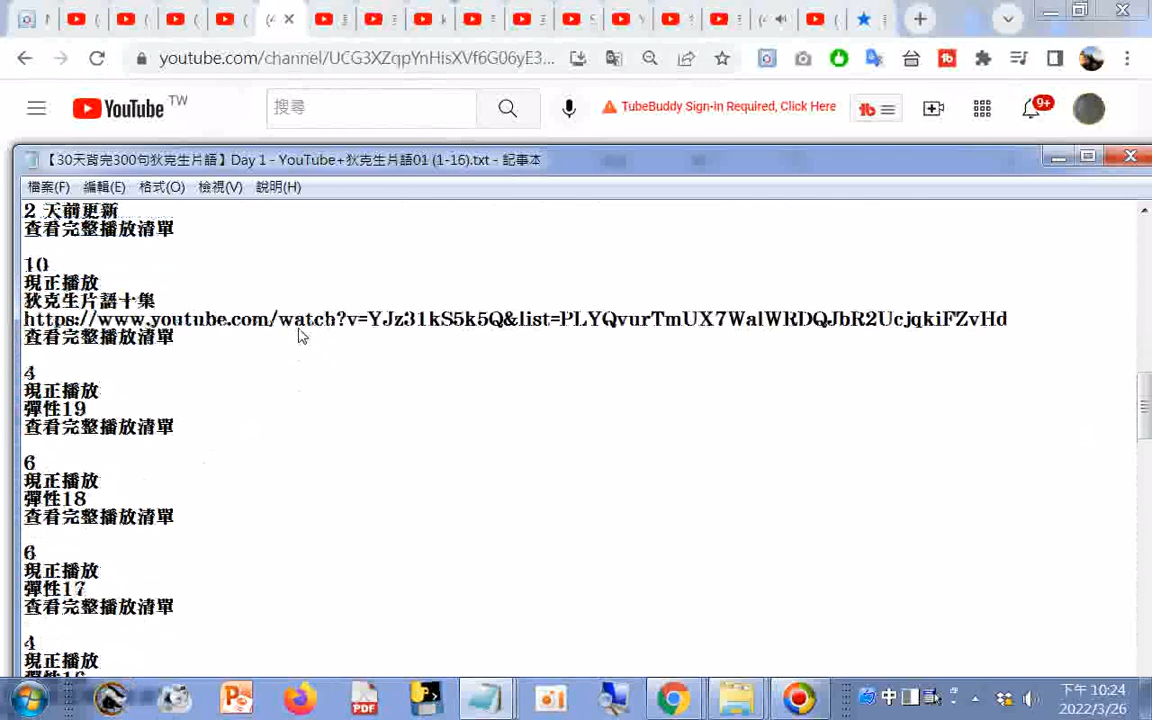 youtube.com/channel/UCG3XZqpYnHisXVf6G06yE3...
YouTube TW
搜尋
TubeBuddy Sign-In Required, Click Here
9+
【30天背完300句狄克生片語】Day 1 - YouTube+狄克生片語01 (1-16).txt - 記事本
檔案(F) 編輯(E) 格式(O) 檢視(V) 說明(H)
2 天前更新
查看完整播放清單
10
現正播放
狄克生片語十集
https://www.youtube.com/watch?v=YJz31kS5k5Q&list=PLYQvurTmUX7WalWRDQJbR2UcjqkiFZvHd
查看完整播放清單
4
現正播放
彈性19
查看完整播放清單
6
現正播放
彈性18
查看完整播放清單
6
現正播放
彈性17
查看完整播放清單
4
現正播放
中
下午 10:24
2022/3/26